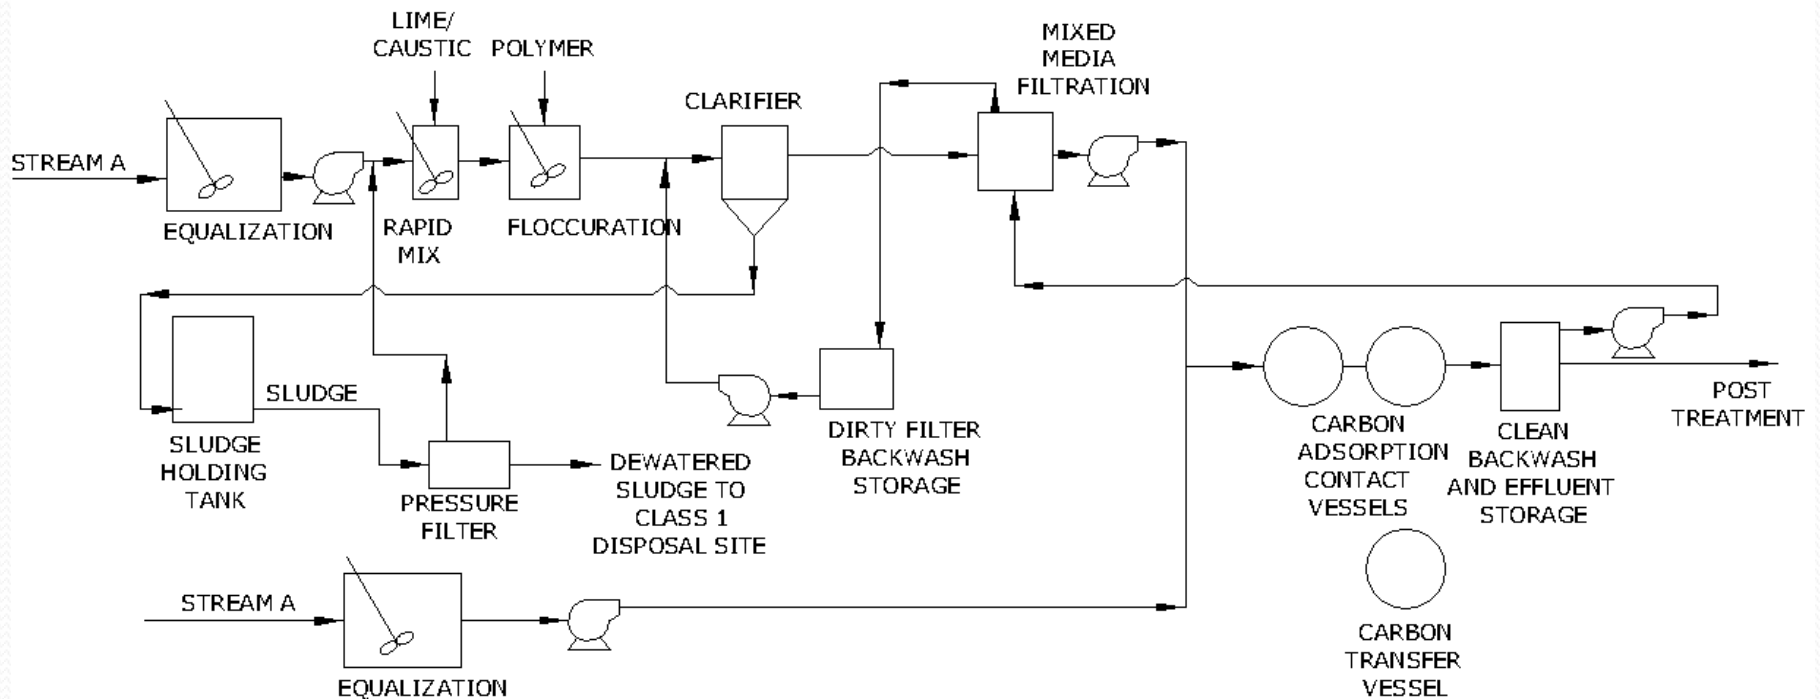 LIME/
CAUSTIC
POLYMER
MIXED
MEDIA
FILTRATION
CLARIFIER
STREAM A
EQUALIZATION
RAPID
MIX
FLOCCURATION
SLUDGE
SLUDGE
HOLDING
TANK
PRESSURE
FILTER
DEWATERED
SLUDGE TO
CLASS 1
DISPOSAL SITE
DIRTY FILTER
BACKWASH
STORAGE
CARBON
ADSORPTION
CONTACT
VESSELS
CLEAN
BACKWASH
AND EFFLUENT
STORAGE
POST
TREATMENT
STREAM A
EQUALIZATION
CARBON
TRANSFER
VESSEL